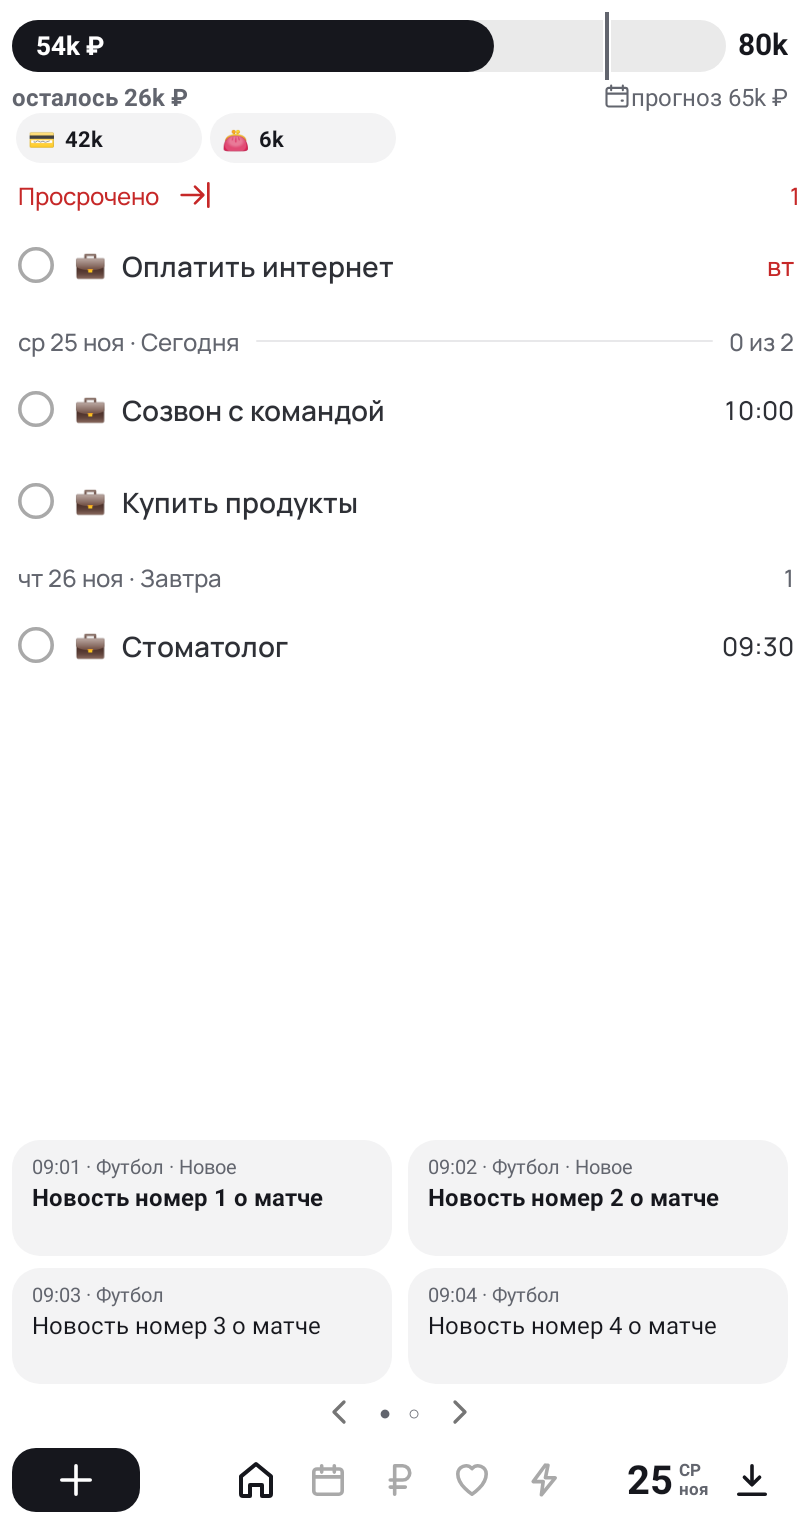 54k ₽ 80k
осталось 26k ₽ прогноз 65k ₽
42k 6k
Просрочено 1
Оплатить интернет вт
ср 25 ноя · Сегодня 0 из 2
Созвон с командой 10:00
Купить продукты
чт 26 ноя · Завтра 1
Стоматолог 09:30
09:01 · Футбол · Новое
Новость номер 1 о матче
09:02 · Футбол · Новое
Новость номер 2 о матче
09:03 · Футбол
Новость номер 3 о матче
09:04 · Футбол
Новость номер 4 о матче
25 СР
ноя